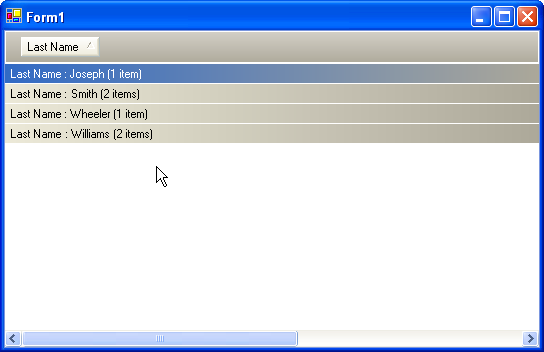 Form1
Last Name
Last Name : Joseph (1 item)
Last Name : Smith (2 items)
Last Name : Wheeler (1 item)
Last Name : Williams (2 items)